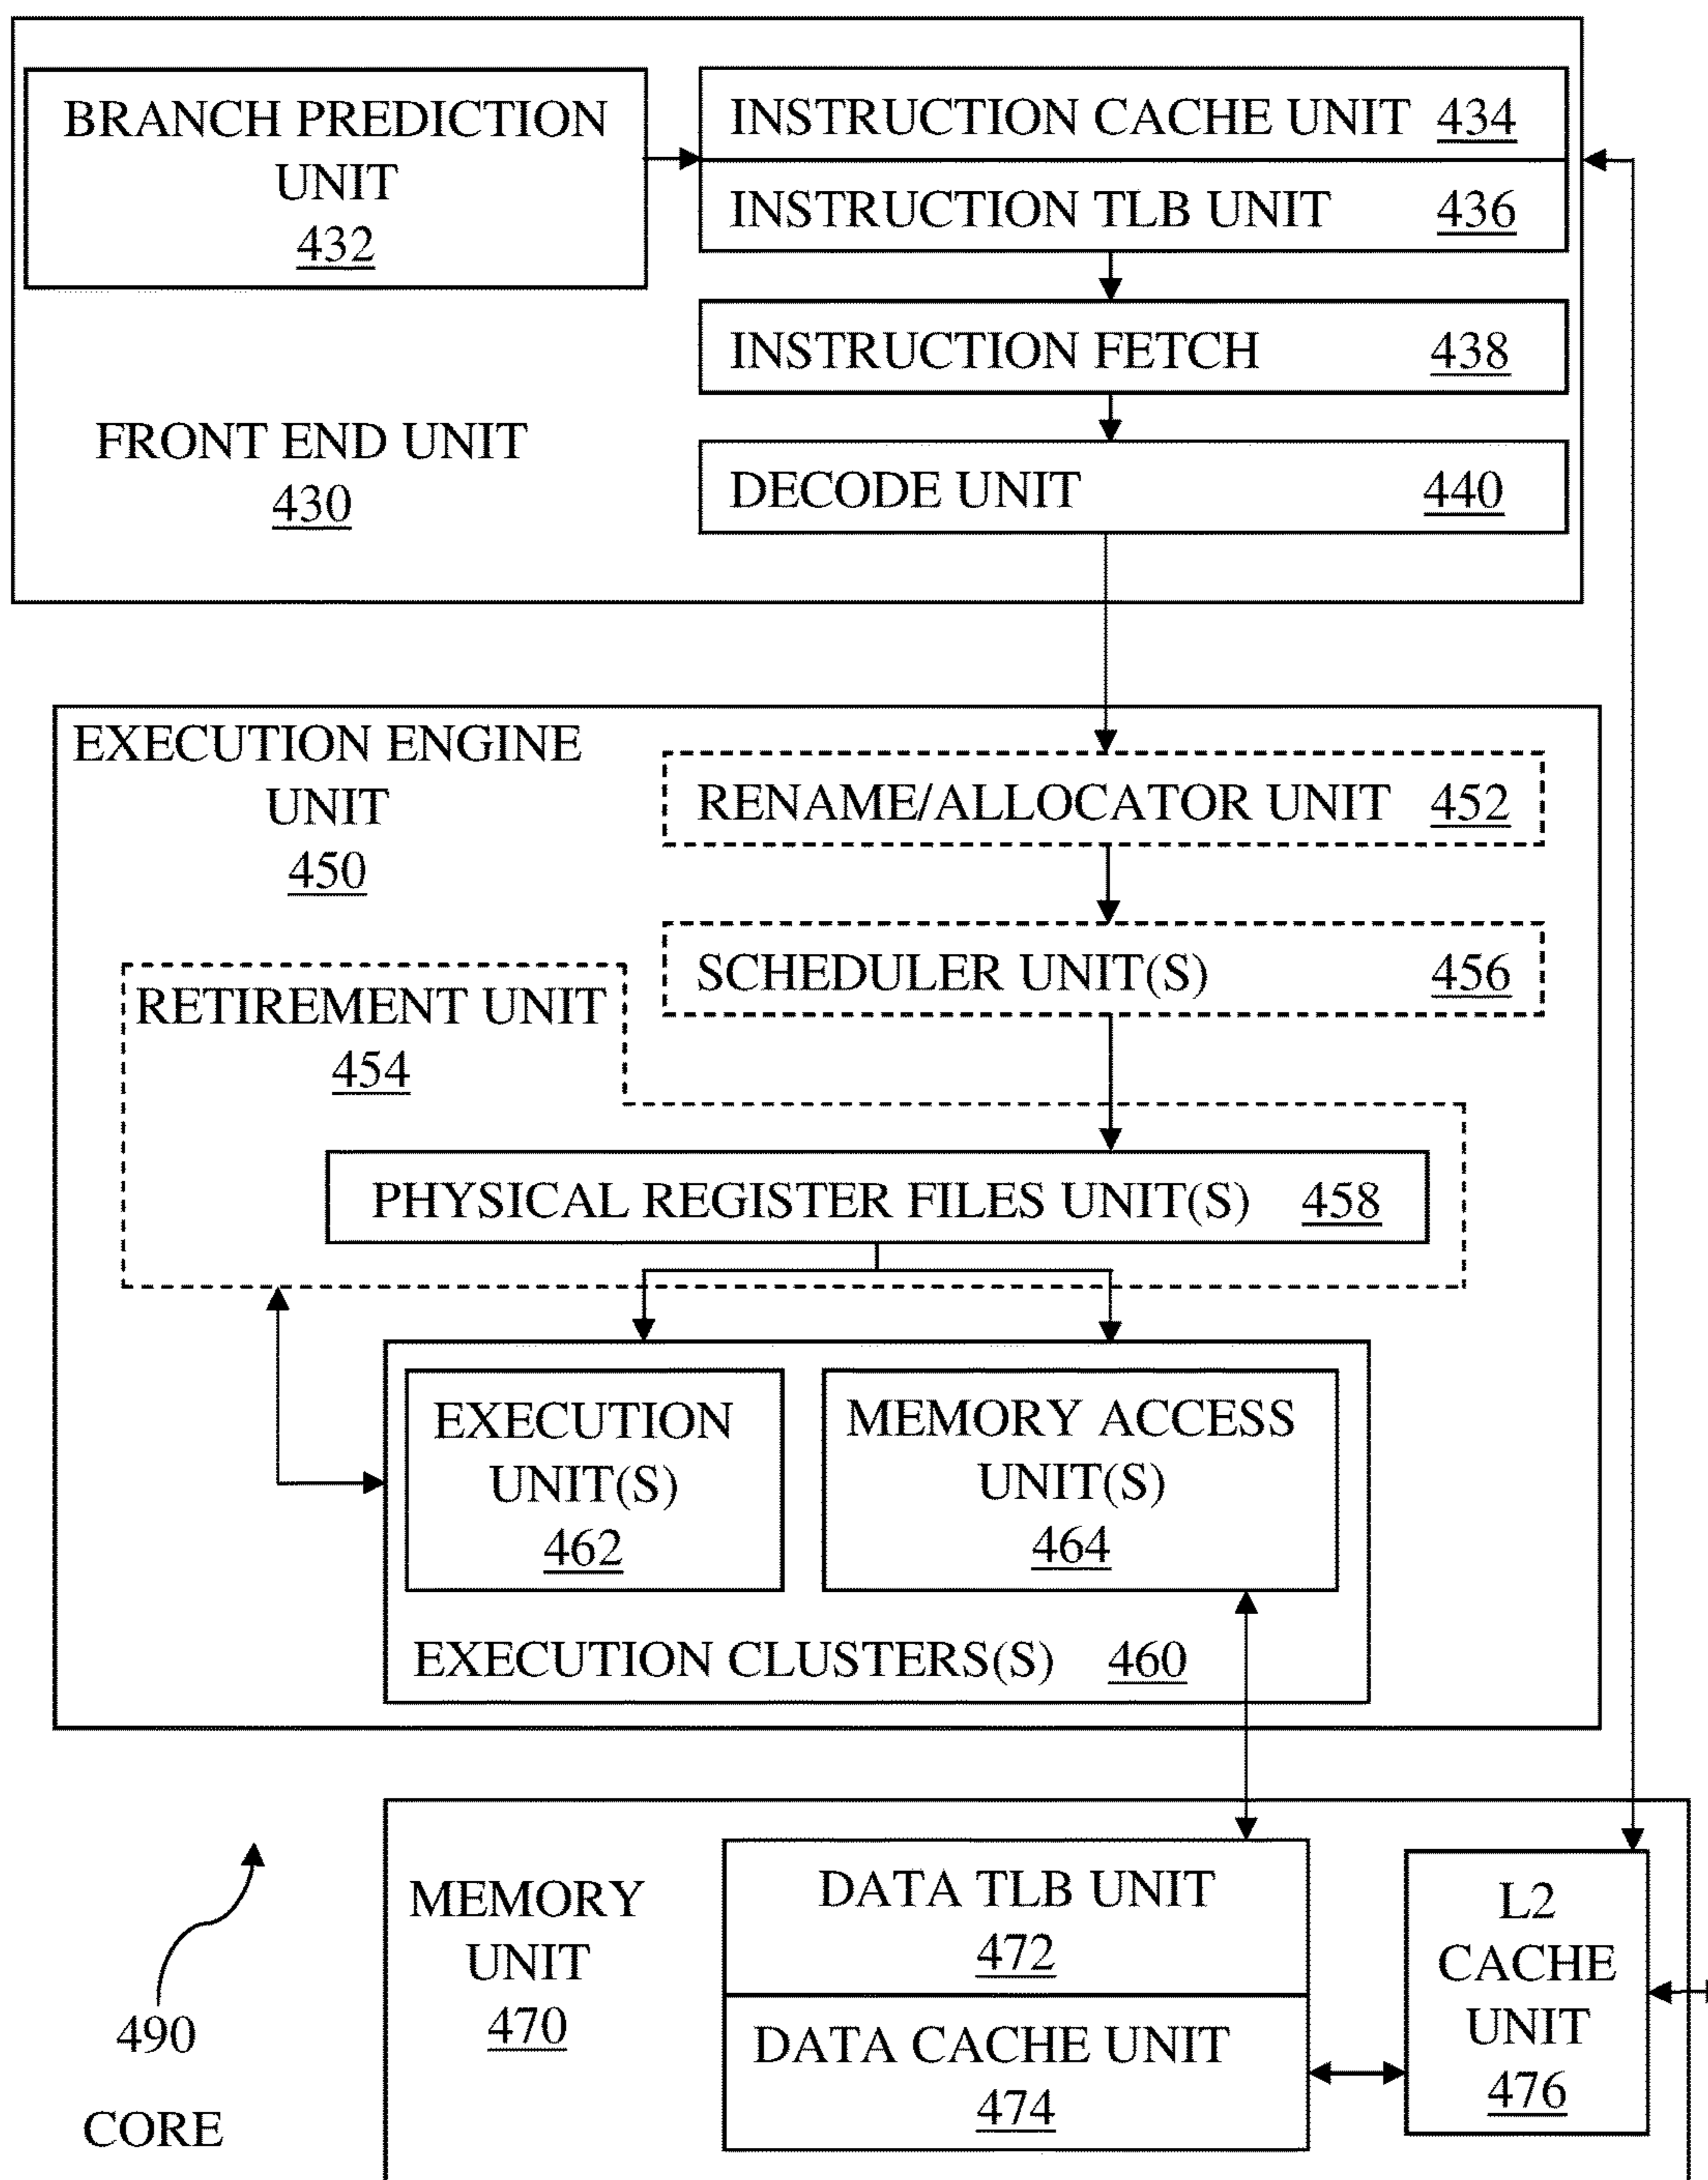 BRANCH PREDICTION
UNIT
432
INSTRUCTION CACHE UNIT 434
INSTRUCTION TLB UNIT 436
INSTRUCTION FETCH 438
FRONT END UNIT
430
DECODE UNIT 440
EXECUTION ENGINE
UNIT
450
RENAME/ALLOCATOR UNIT 452
SCHEDULER UNIT(S) 456
RETIREMENT UNIT
454
PHYSICAL REGISTER FILES UNIT(S) 458
EXECUTION
UNIT(S)
462
MEMORY ACCESS
UNIT(S)
464
EXECUTION CLUSTERS(S) 460
490
CORE
MEMORY
UNIT
470
DATA TLB UNIT
472
DATA CACHE UNIT
474
L2
CACHE
UNIT
476